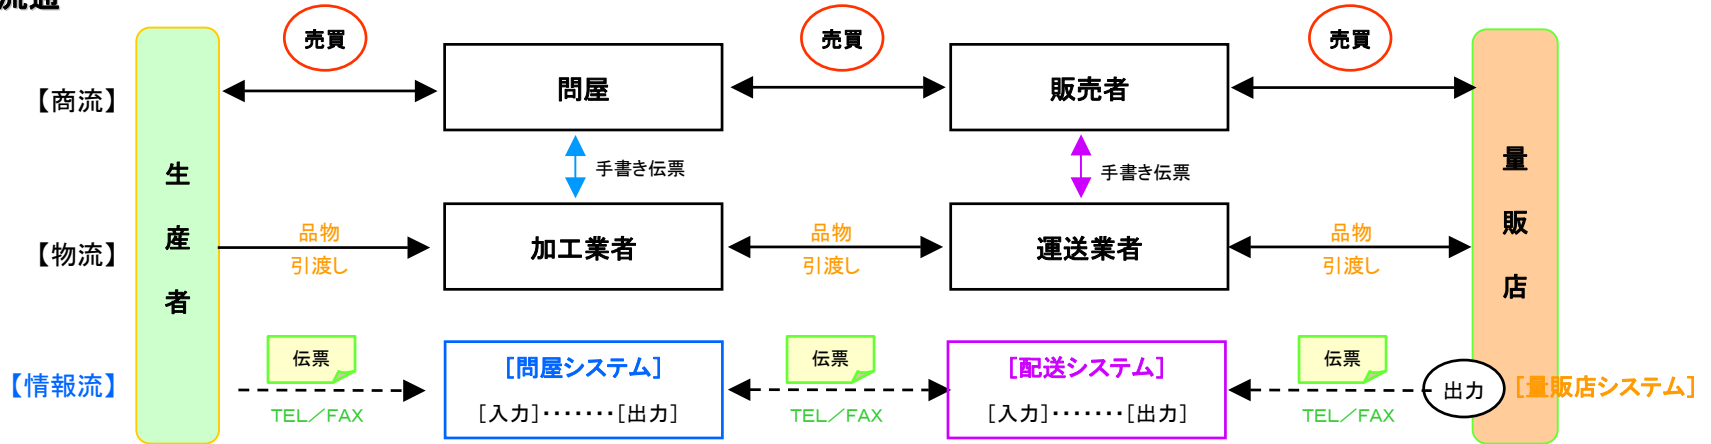 流通
売買
売買
売買
【商流】
問屋
販売者
手書き伝票
手書き伝票
生産者
量販店
【物流】
品物
引渡し
加工業者
品物
引渡し
運送業者
品物
引渡し
【情報流】
伝票
TEL／FAX
[問屋システム]
[入力]・・・・・・・[出力]
伝票
TEL／FAX
[配送システム]
[入力]・・・・・・・[出力]
伝票
TEL／FAX
出力
[量販店システム]